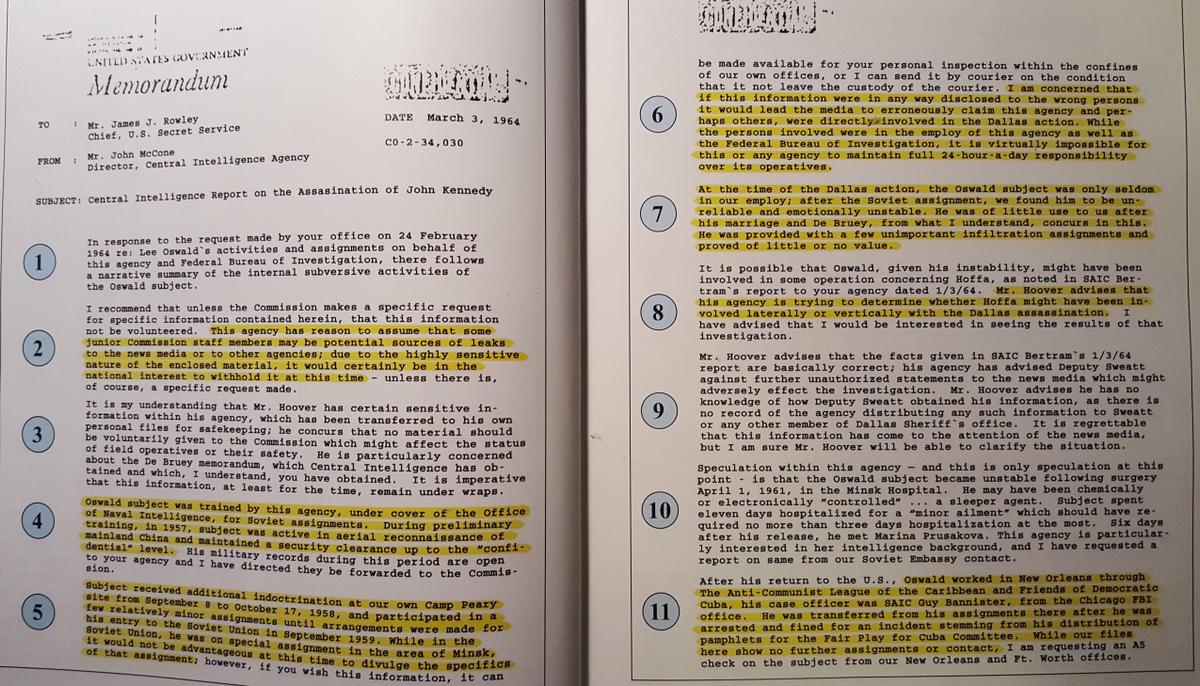 UNITED STATES GOVERNMENT
Memorandum
CONFIDENTIAL
TO : Mr. James J. Rowley
Chief, U.S. Secret Service
DATE March 3, 1964
CO-2-34,030
FROM : Mr. John McCone
Director, Central Intelligence Agency
SUBJECT: Central Intelligence Report on the Assasination of John Kennedy
1
In response to the request made by your office on 24 February
1964 re: Lee Oswald`s activities and assignments on behalf of
this agency and Federal Bureau of Investigation, there follows
a narrative summary of the internal subversive activities of
the Oswald subject.
2
I recommend that unless the Commission makes a specific request
for specific information contained herein, that this information
not be volunteered. This agency has reason to assume that some
junior Commission staff members may be potential sources of leaks
to the news media or to other agencies; due to the highly sensitive
nature of the enclosed material, it would certainly be in the
national interest to withhold it at this time – unless there is,
of course, a specific request made.
3
It is my understanding that Mr. Hoover has certain sensitive in-
formation within his agency, which has been transferred to his own
personal files for safekeeping; he concurs that no material should
be voluntarily given to the Commission which might affect the status
of field operatives or their safety. He is particularly concerned
about the De Bruey memorandum, which Central Intelligence has ob-
tained and which, I understand, you have obtained. It is imperative
that this information, at least for the time, remain under wraps.
4
Oswald subject was trained by this agency, under cover of the Office
of Naval Intelligence, for Soviet assignments. During preliminary
training, in 1957, subject was active in aerial reconnaissance of
mainland China and maintained a security clearance up to the "confi-
dential" level. His military records during this period are open
to your agency and I have directed they be forwarded to the Commis-
sion.
5
Subject received additional indoctrination at our own Camp Peary
site from September 8 to October 17, 1958, and participated in a
few relatively minor assignments until arrangements were made for
his entry to the Soviet Union in September 1959. While in the
Soviet Union, he was on special assignment in the area of Minsk,
it would not be advantageous at this time to divulge the specifics
of that assignment; however, if you wish this information, it can
CONFIDENTIAL
be made available for your personal inspection within the confines
of our own offices, or I can send it by courier on the condition
that it not leave the custody of the courier. I am concerned that
if this information were in any way disclosed to the wrong persons
it would lead the media to erroneously claim this agency and per-
haps others, were directly involved in the Dallas action. While
the persons involved were in the employ of this agency as well as
the Federal Bureau of Investigation, it is virtually impossible for
this or any agency to maintain full 24-hour-a-day responsibility
over its operatives.
6
7
At the time of the Dallas action, the Oswald subject was only seldom
in our employ; after the Soviet assignment, we found him to be un-
reliable and emotionally unstable. He was of little use to us after
his marriage and De Bruey, from what I understand, concurs in this.
He was provided with a few unimportant infiltration assignments and
proved of little or no value.
8
It is possible that Oswald, given his instability, might have been
involved in some operation concerning Hoffa, as noted in SAIC Ber-
tram`s report to your agency dated 1/3/64. Mr. Hoover advises that
his agency is trying to determine whether Hoffa might have been in-
volved laterally or vertically with the Dallas assassination. I
have advised that I would be interested in seeing the results of that
investigation.
9
Mr. Hoover advises that the facts given in SAIC Bertram`s 1/3/64
report are basically correct; his agency has advised Deputy Sweatt
against further unauthorized statements to the news media which might
adversely effect the investigation. Mr. Hoover advises he has no
knowledge of how Deputy Sweatt obtained his information, as there is
no record of the agency distributing any such information to Sweatt
or any other member of Dallas Sheriff`s office. It is regrettable
that this information has come to the attention of the news media,
but I am sure Mr. Hoover will be able to clarify the situation.
10
Speculation within this agency – and this is only speculation at this
point - is that the Oswald subject became unstable following surgery
April 1, 1961, in the Minsk Hospital. He may have been chemically
or electronically "controlled" ... a sleeper agent. Subject spent
eleven days hospitalized for a "minor ailment" which should have re-
quired no more than three days hospitalization at the most. Six days
after his release, he met Marina Prusakova. This agency is particular-
ly interested in her intelligence background, and I have requested a
report on same from our Soviet Embassy contact.
11
After his return to the U.S., Oswald worked in New Orleans through
The Anti-Communist League of the Caribbean and Friends of Democratic
Cuba, his case officer was SAIC Guy Bannister, from the Chicago FBI
office. He was transferred from his assignments there after he was
arrested and fined for an incident stemming from his distribution of
pamphlets for the Fair Play for Cuba Committee. While our files
here show no further assignments or contact, I am requesting an A5
check on the subject from our New Orleans and Ft. Worth offices.